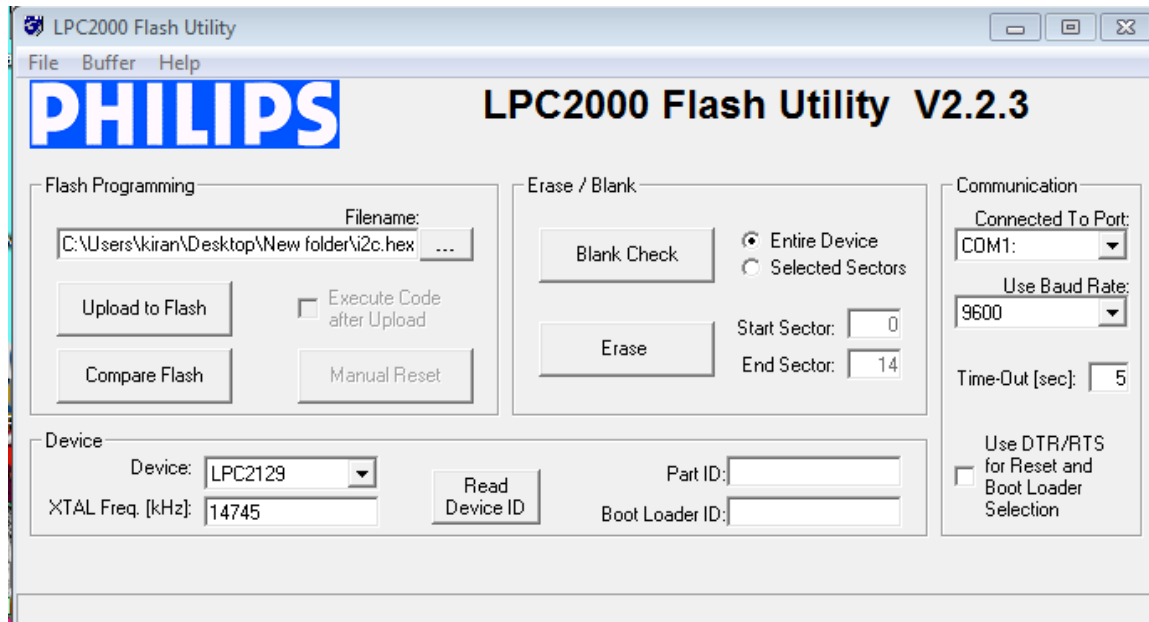 LPC2000 Flash Utility
File Buffer Help
PHILIPS
LPC2000 Flash Utility V2.2.3
Flash Programming
Filename:
C:\Users\kiran\Desktop\New folder\i2c.hex
...
Upload to Flash
Execute Code
after Upload
Compare Flash
Manual Reset
Erase / Blank
Blank Check
Entire Device
Selected Sectors
Erase
Start Sector: 0
End Sector: 14
Communication
Connected To Port:
COM1:
Use Baud Rate:
9600
Time-Out [sec]: 5
Use DTR/RTS
for Reset and
Boot Loader
Selection
Device
Device: LPC2129
XTAL Freq. [kHz]: 14745
Read
Device ID
Part ID:
Boot Loader ID: